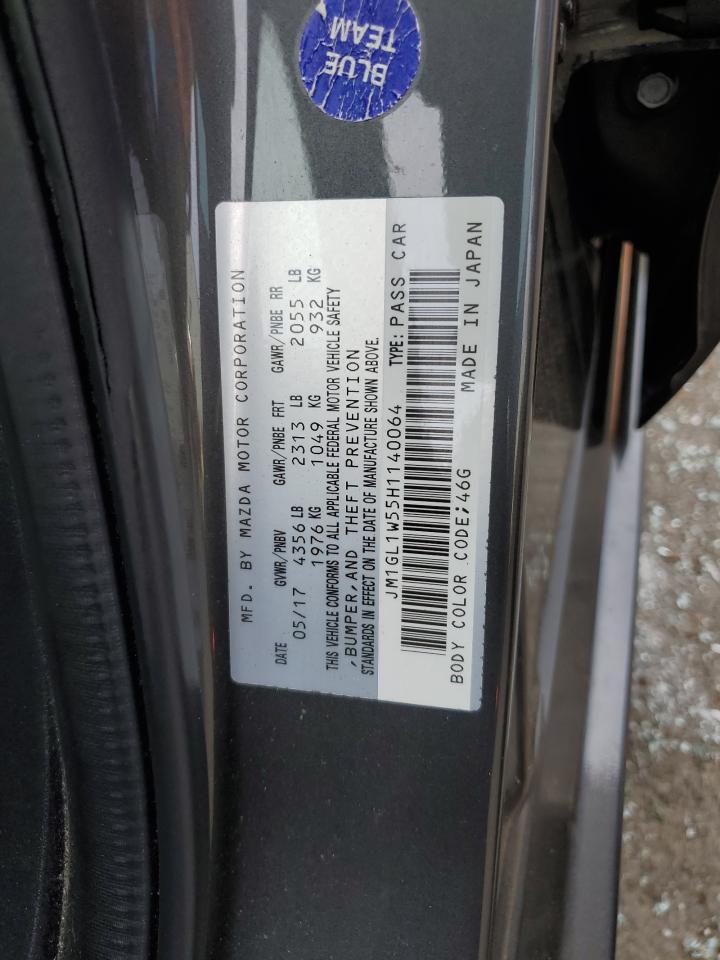 BLUE
TEAM
MFD. BY MAZDA MOTOR CORPORATION
DATE GVWR/PNBV GAWR/PNBE FRT GAWR/PNBE RR
05/17 4356 LB 2313 LB 2055 LB
1976 KG 1049 KG 932 KG
THIS VEHICLE CONFORMS TO ALL APPLICABLE FEDERAL MOTOR VEHICLE SAFETY
,BUMPER,AND THEFT PREVENTION
STANDARDS IN EFFECT ON THE DATE OF MANUFACTURE SHOWN ABOVE.
JM1GL1W55H1140064 TYPE: PASS CAR
BODY COLOR CODE;46G MADE IN JAPAN